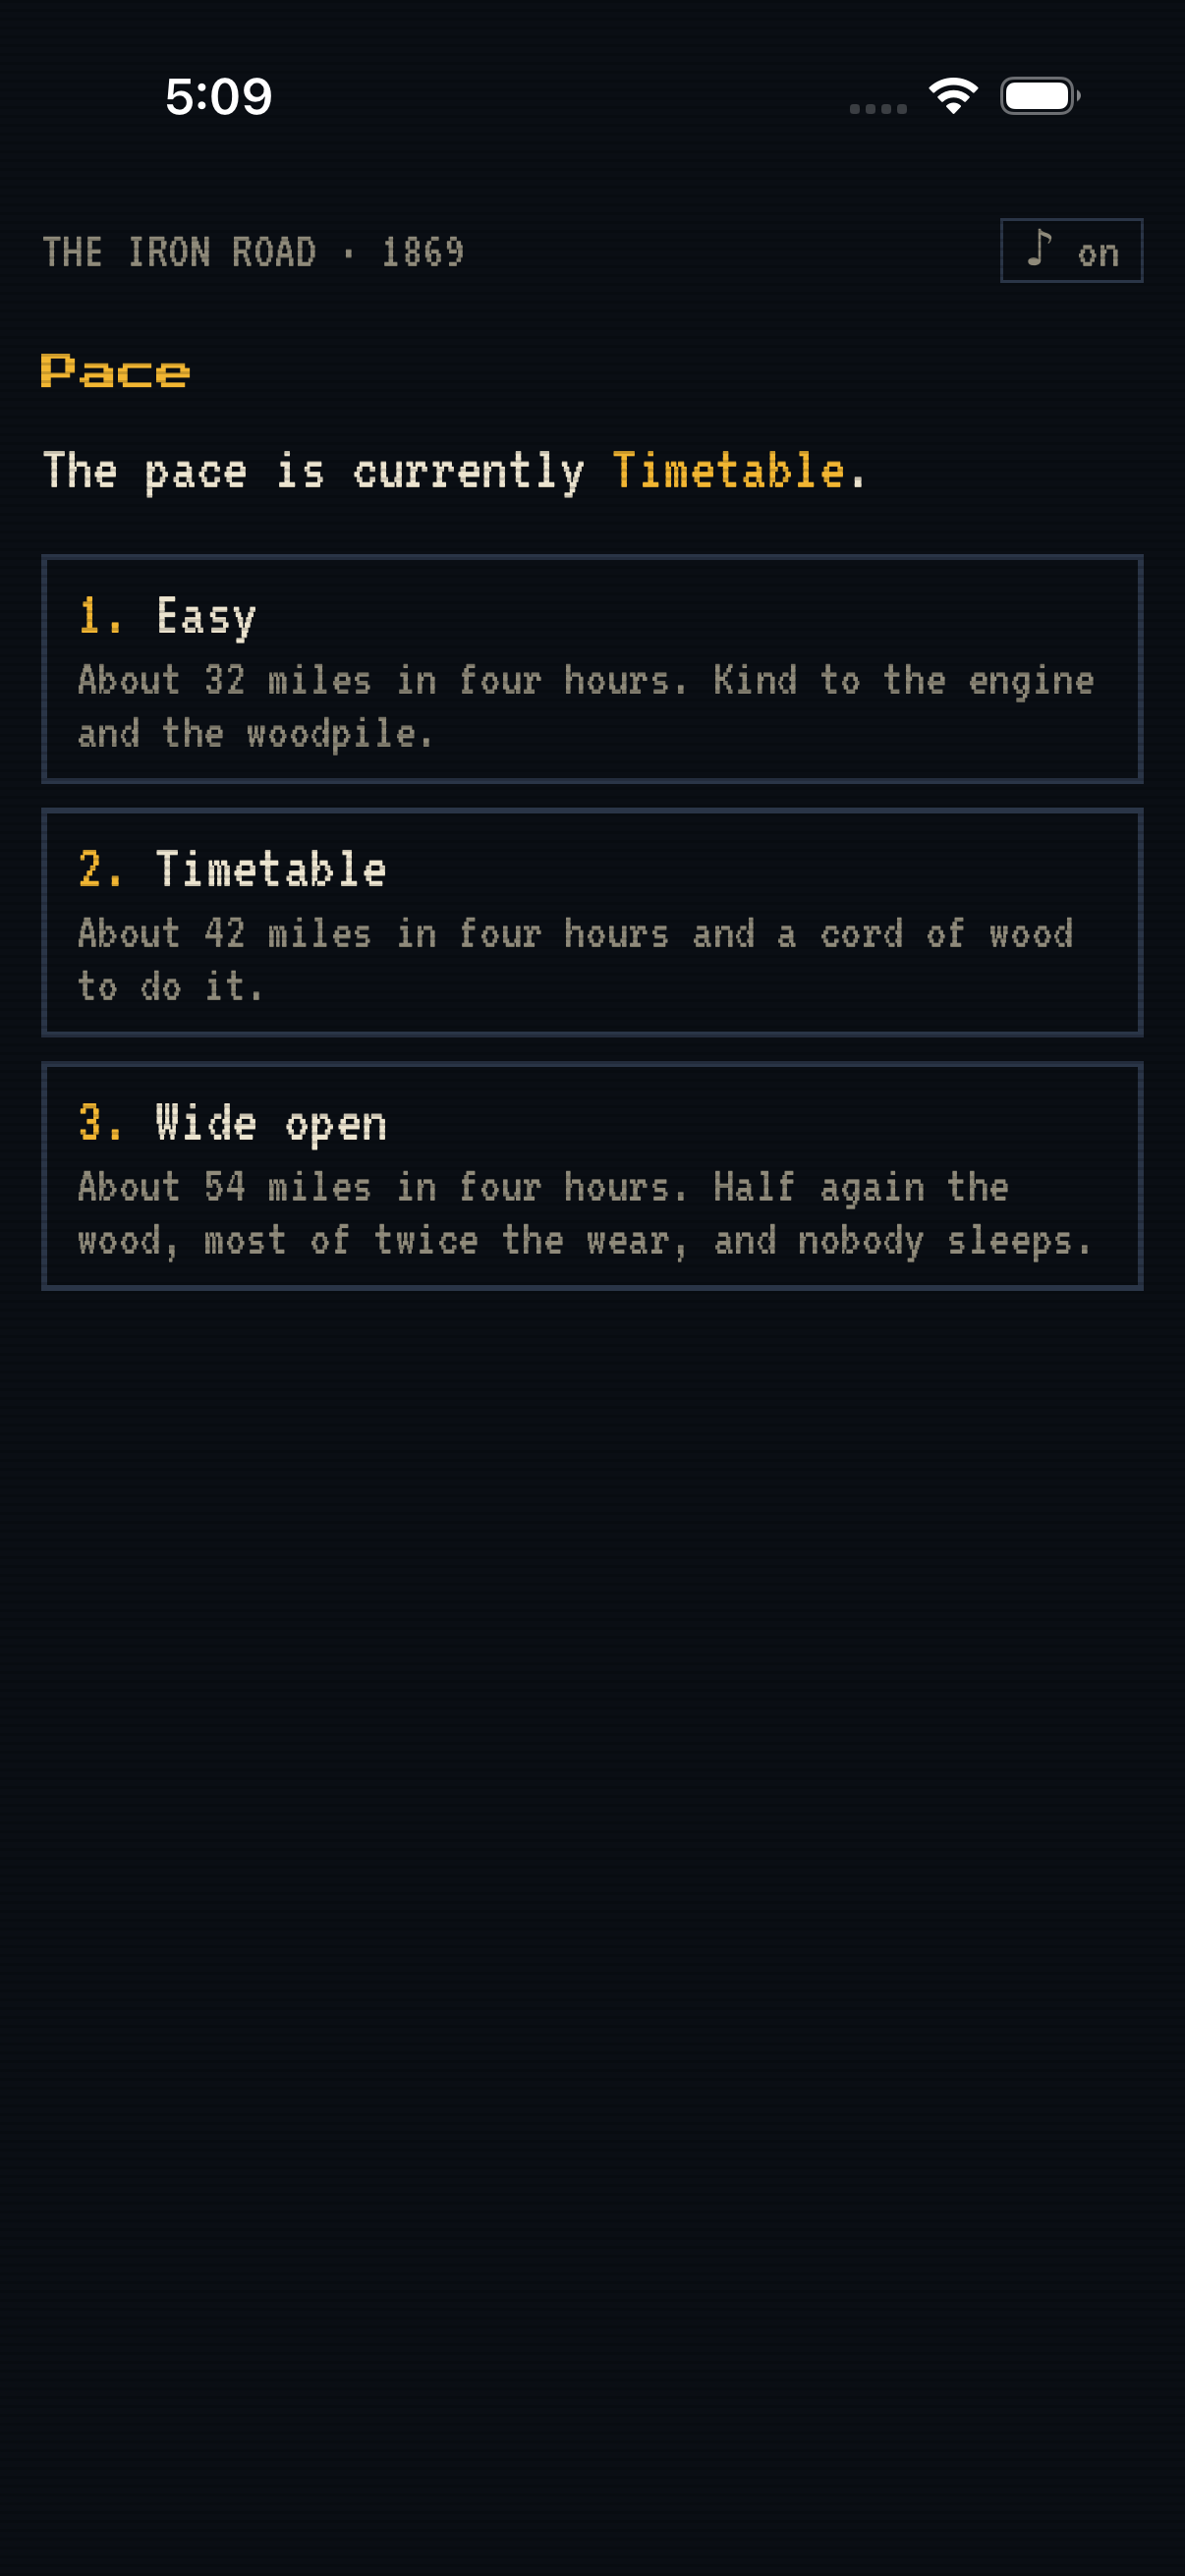 5:09
THE IRON ROAD · 1869
♪ on
Pace
The pace is currently Timetable.
1. Easy
About 32 miles in four hours. Kind to the engine
and the woodpile.
2. Timetable
About 42 miles in four hours and a cord of wood
to do it.
3. Wide open
About 54 miles in four hours. Half again the
wood, most of twice the wear, and nobody sleeps.